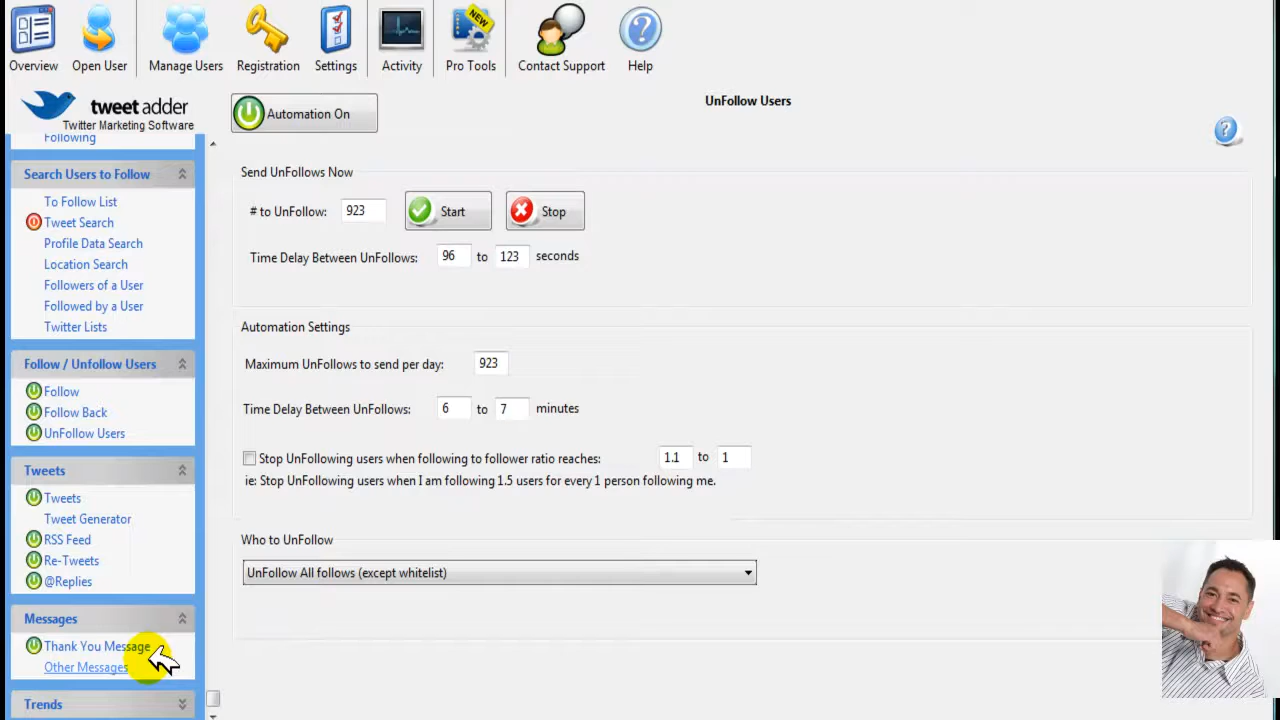 NEW
Overview
Open User
Manage Users
Registration
Settings
Activity
Pro Tools
Contact Support
Help
tweet adder
Twitter Marketing Software
Automation On
UnFollow Users
Following
Search Users to Follow
To Follow List
Tweet Search
Profile Data Search
Location Search
Followers of a User
Followed by a User
Twitter Lists
Follow / Unfollow Users
Follow
Follow Back
UnFollow Users
Tweets
Tweets
Tweet Generator
RSS Feed
Re-Tweets
@Replies
Messages
Thank You Message
Other Messages
Trends
Send UnFollows Now
# to UnFollow: 923 Start Stop
Time Delay Between UnFollows: 96 to 123 seconds
Automation Settings
Maximum UnFollows to send per day: 923
Time Delay Between UnFollows: 6 to 7 minutes
Stop UnFollowing users when following to follower ratio reaches: 1.1 to 1
ie: Stop UnFollowing users when I am following 1.5 users for every 1 person following me.
Who to UnFollow
UnFollow All follows (except whitelist)